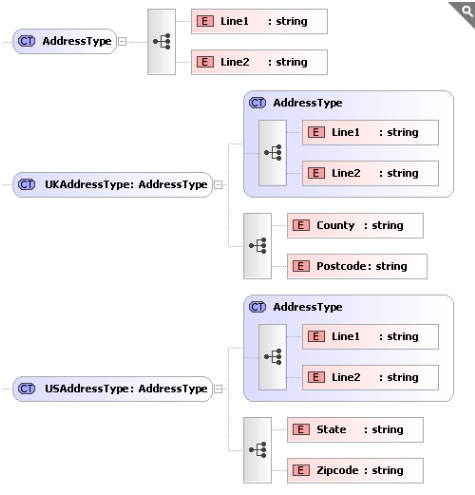 CT AddressType
E Line1 : string
E Line2 : string
CT UKAddressType: AddressType
CT AddressType
E Line1 : string
E Line2 : string
E County : string
E Postcode: string
CT USAddressType: AddressType
CT AddressType
E Line1 : string
E Line2 : string
E State : string
E Zipcode : string